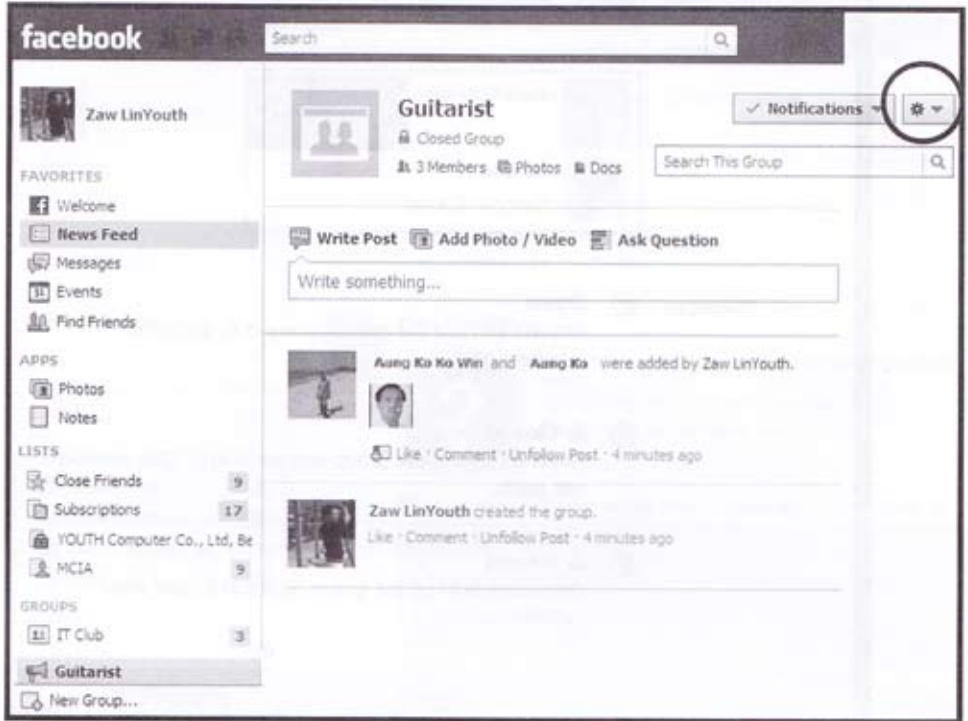 facebook
Search
Zaw LinYouth
FAVORITES
Welcome
News Feed
Messages
Events
Find Friends
APPS
Photos
Notes
LISTS
Close Friends 9
Subscriptions 17
YOUTH Computer Co., Ltd, Be
MCIA 9
GROUPS
IT Club 3
Guitarist
New Group...
Guitarist
Closed Group
3 Members Photos Docs
Notifications
Search This Group
Write Post Add Photo / Video Ask Question
Write something...
Aung Ko Ko Win and Aung Ko were added by Zaw LinYouth.
Like · Comment · Unfollow Post · 4 minutes ago
Zaw LinYouth created the group.
Like · Comment · Unfollow Post · 4 minutes ago